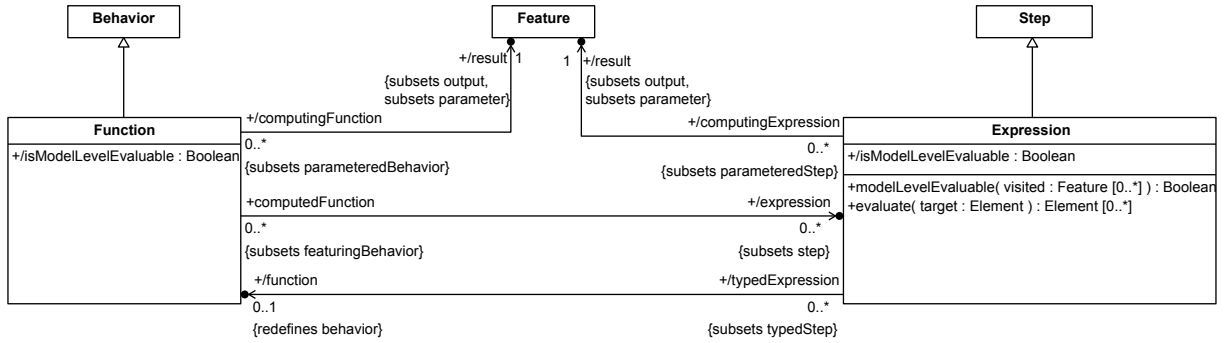 Behavior
Feature
Step
+/result 1
1 +/result
{subsets output,
subsets parameter}
{subsets output,
subsets parameter}
Function
+/isModelLevelEvaluable : Boolean
+/computingFunction
0..*
{subsets parameteredBehavior}
+/computingExpression
0..*
{subsets parameteredStep}
Expression
+/isModelLevelEvaluable : Boolean
+modelLevelEvaluable( visited : Feature [0..*] ) : Boolean
+evaluate( target : Element ) : Element [0..*]
+computedFunction
0..*
{subsets featuringBehavior}
+/expression
0..*
{subsets step}
+/function
0..1
{redefines behavior}
+/typedExpression
0..*
{subsets typedStep}